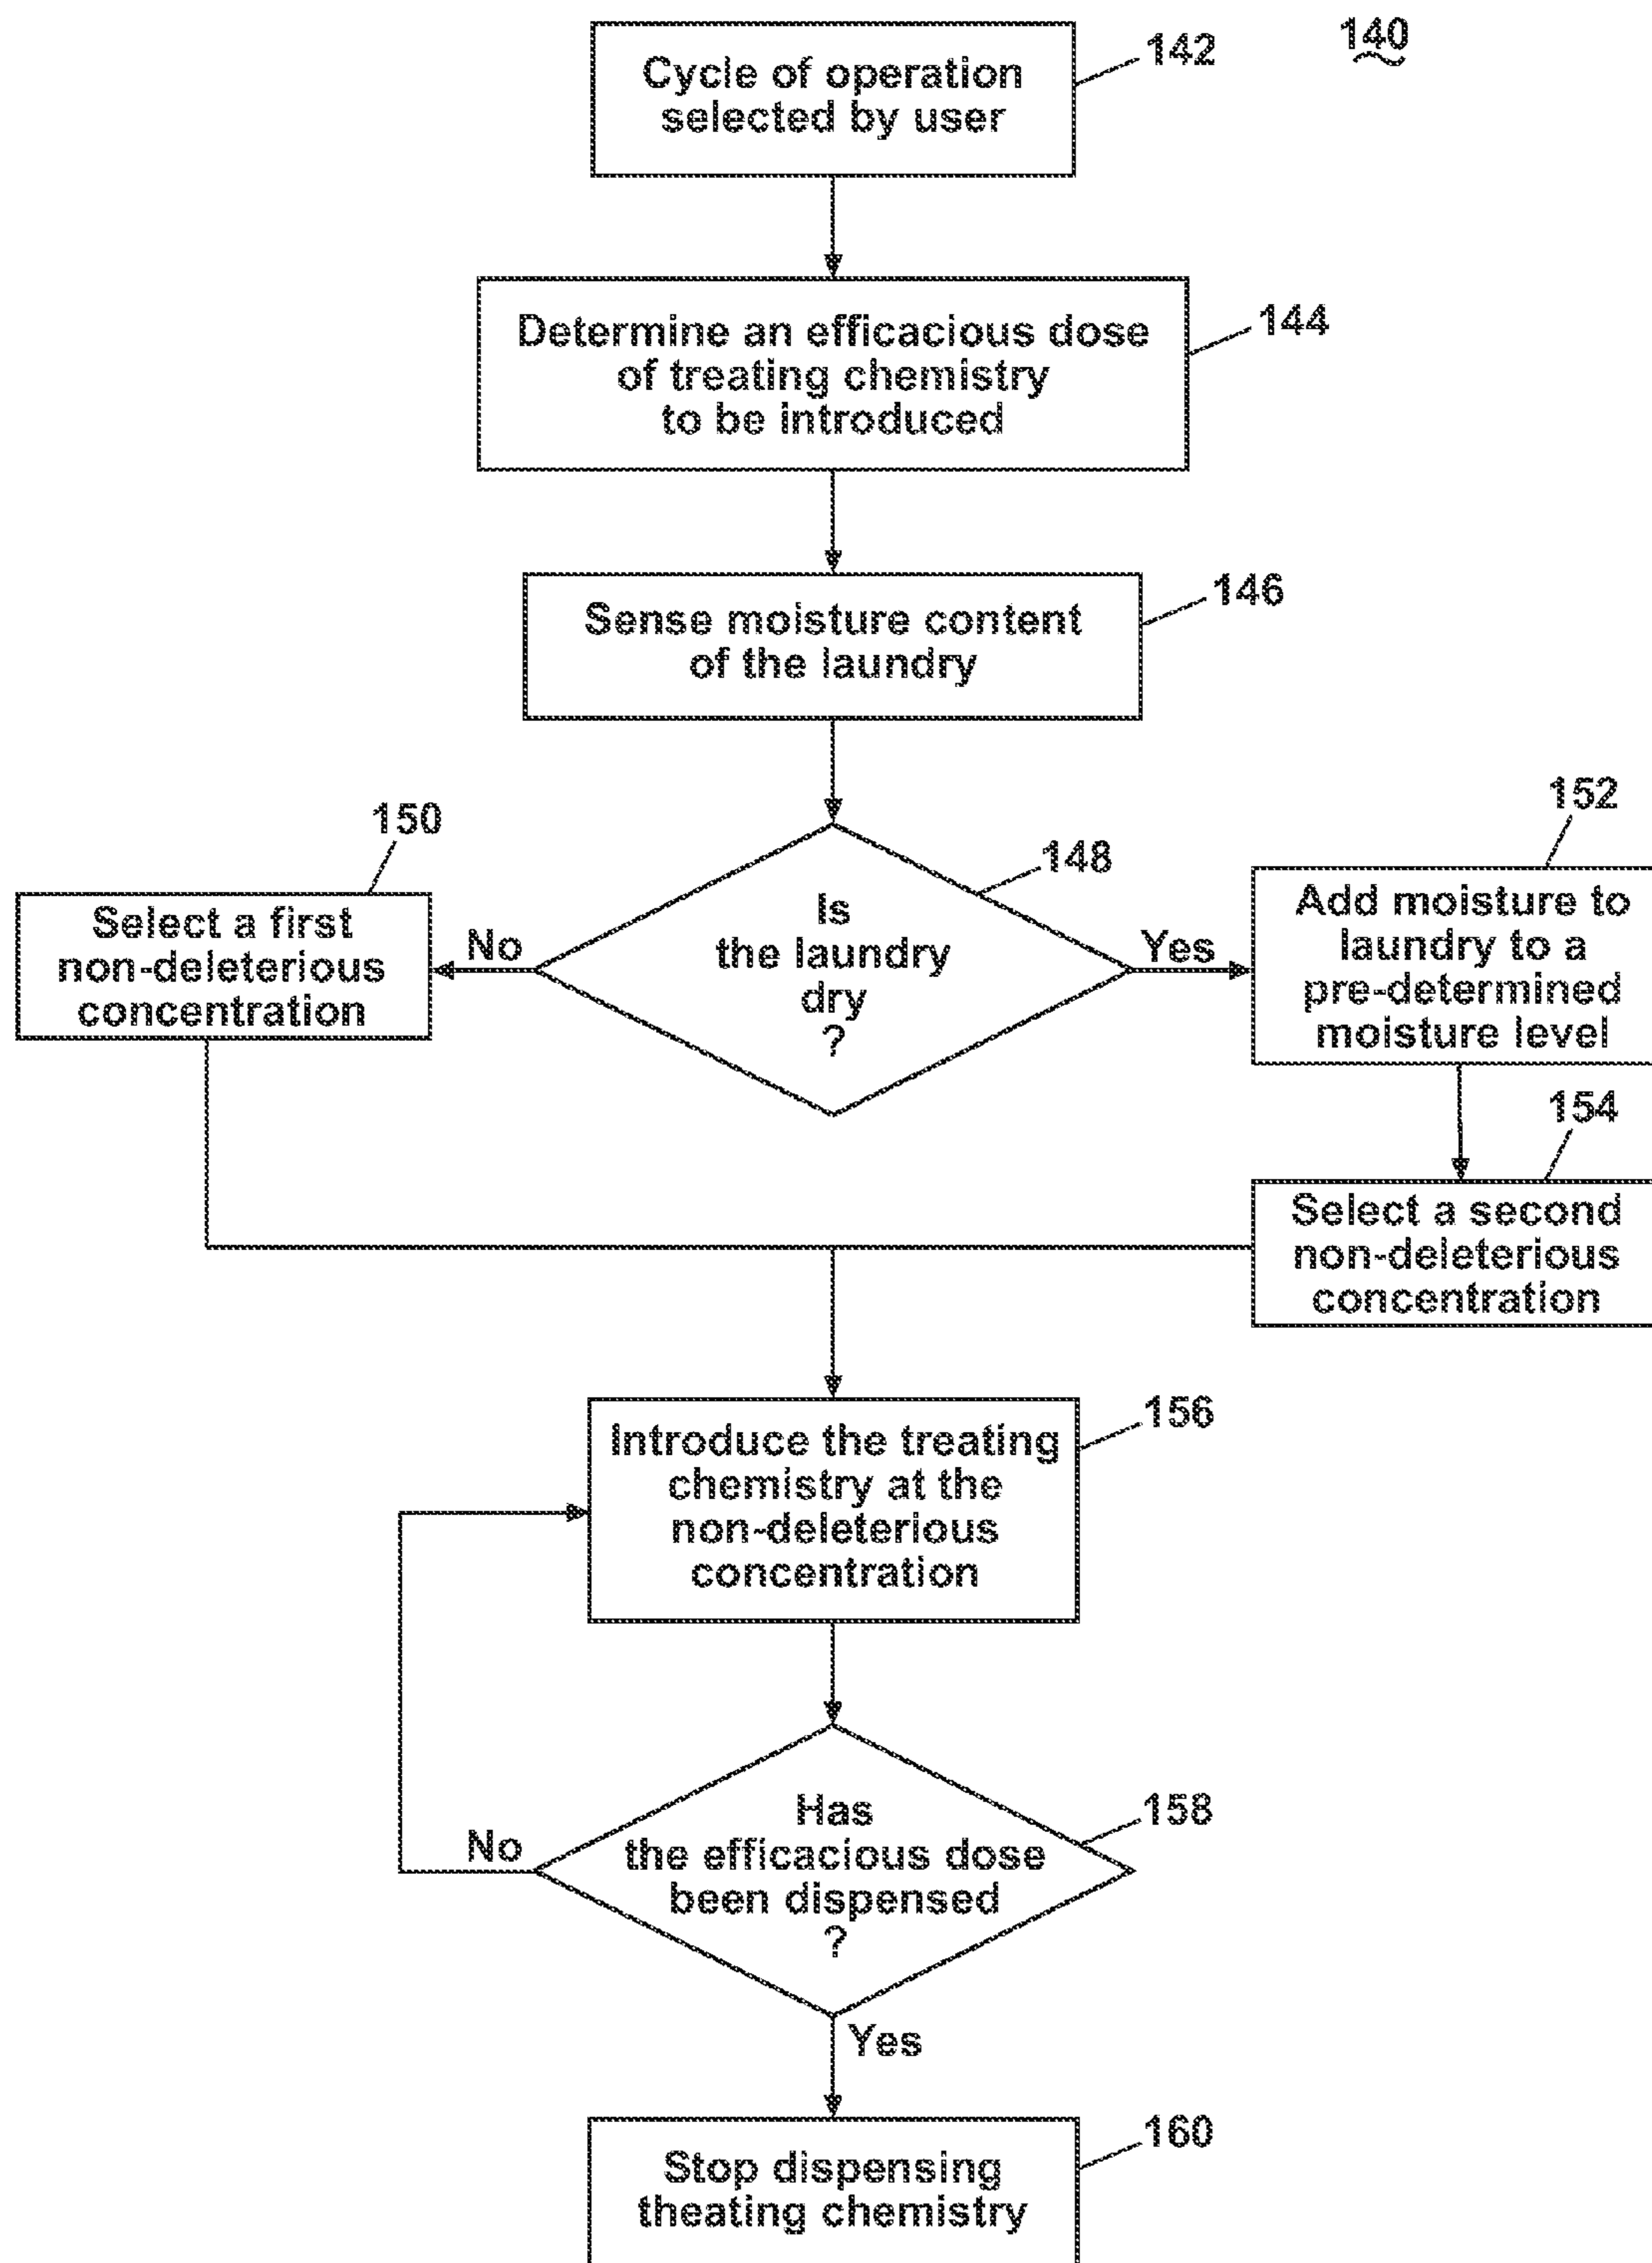 140
Cycle of operation
selected by user
142
Determine an efficacious dose
of treating chemistry
to be introduced
144
Sense moisture content
of the laundry
146
Is
the laundry
dry
?
148
No
Yes
150
Select a first
non-deleterious
concentration
152
Add moisture to
laundry to a
pre-determined
moisture level
154
Select a second
non-deleterious
concentration
156
Introduce the treating
chemistry at the
non-deleterious
concentration
158
Has
the efficacious dose
been dispensed
?
No
Yes
160
Stop dispensing
theating chemistry